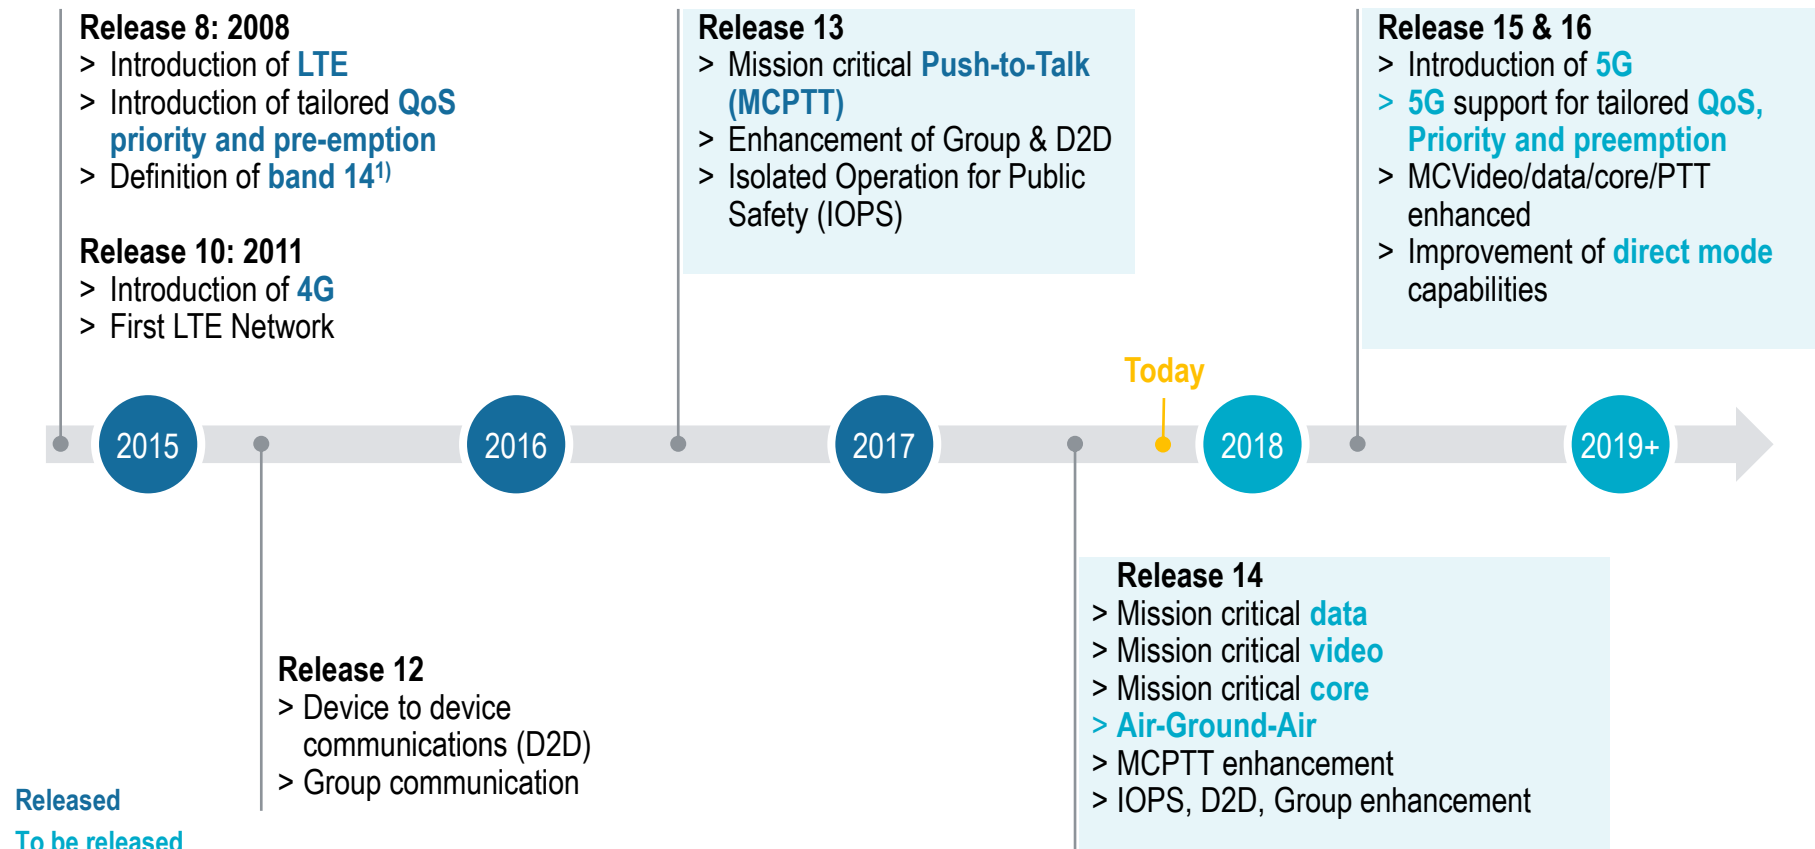 Release 8: 2008
> Introduction of LTE
> Introduction of tailored QoS
priority and pre-emption
> Definition of band 14¹⁾
Release 10: 2011
> Introduction of 4G
> First LTE Network
Release 13
> Mission critical Push-to-Talk
(MCPTT)
> Enhancement of Group & D2D
> Isolated Operation for Public
Safety (IOPS)
Release 15 & 16
> Introduction of 5G
> 5G support for tailored QoS,
Priority and preemption
> MCVideo/data/core/PTT
enhanced
> Improvement of direct mode
capabilities
Today
2015
2016
2017
2018
2019+
Release 12
> Device to device
communications (D2D)
> Group communication
Release 14
> Mission critical data
> Mission critical video
> Mission critical core
> Air-Ground-Air
> MCPTT enhancement
> IOPS, D2D, Group enhancement
Released
To be released